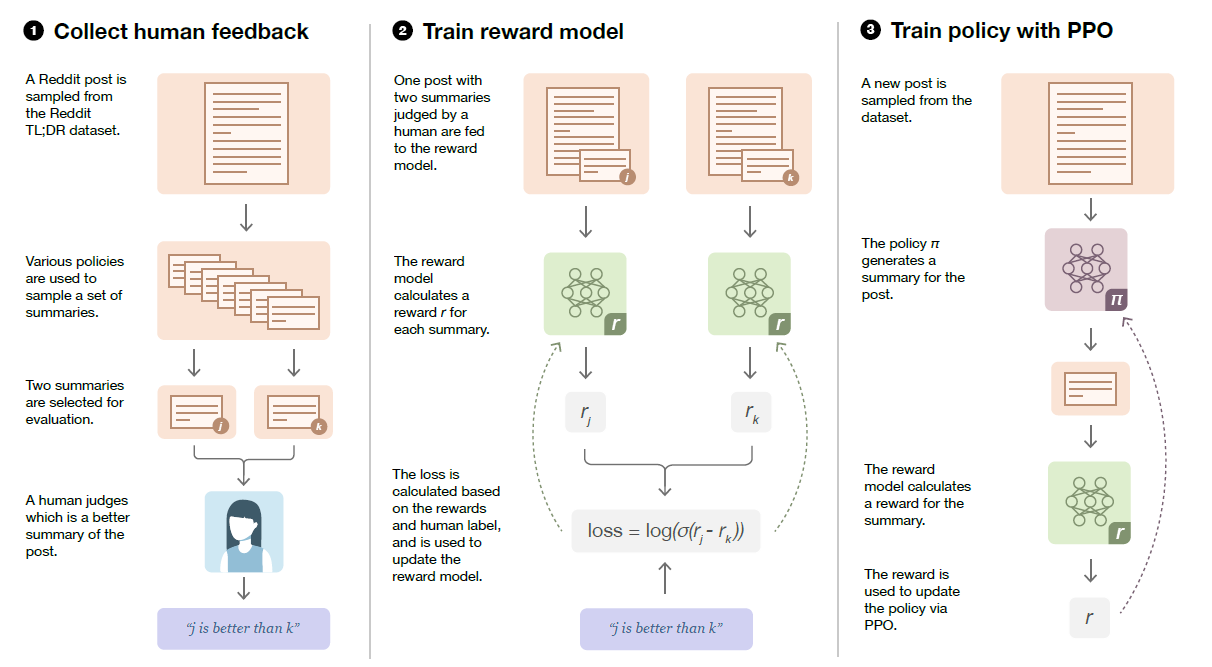 1 Collect human feedback
A Reddit post is
sampled from
the Reddit
TL;DR dataset.
Various policies
are used to
sample a set of
summaries.
Two summaries
are selected for
evaluation.
j
k
A human judges
which is a better
summary of the
post.
“j is better than k”
2 Train reward model
One post with
two summaries
judged by a
human are fed
to the reward
model.
j
k
The reward
model
calculates a
reward r for
each summary.
r
r
r_j
r_k
The loss is
calculated based
on the rewards
and human label,
and is used to
update the
reward model.
loss = log(σ(r_j - r_k))
“j is better than k”
3 Train policy with PPO
A new post is
sampled from the
dataset.
The policy π
generates a
summary for the
post.
π
The reward
model calculates
a reward for the
summary.
r
The reward is
used to update
the policy via
PPO.
r